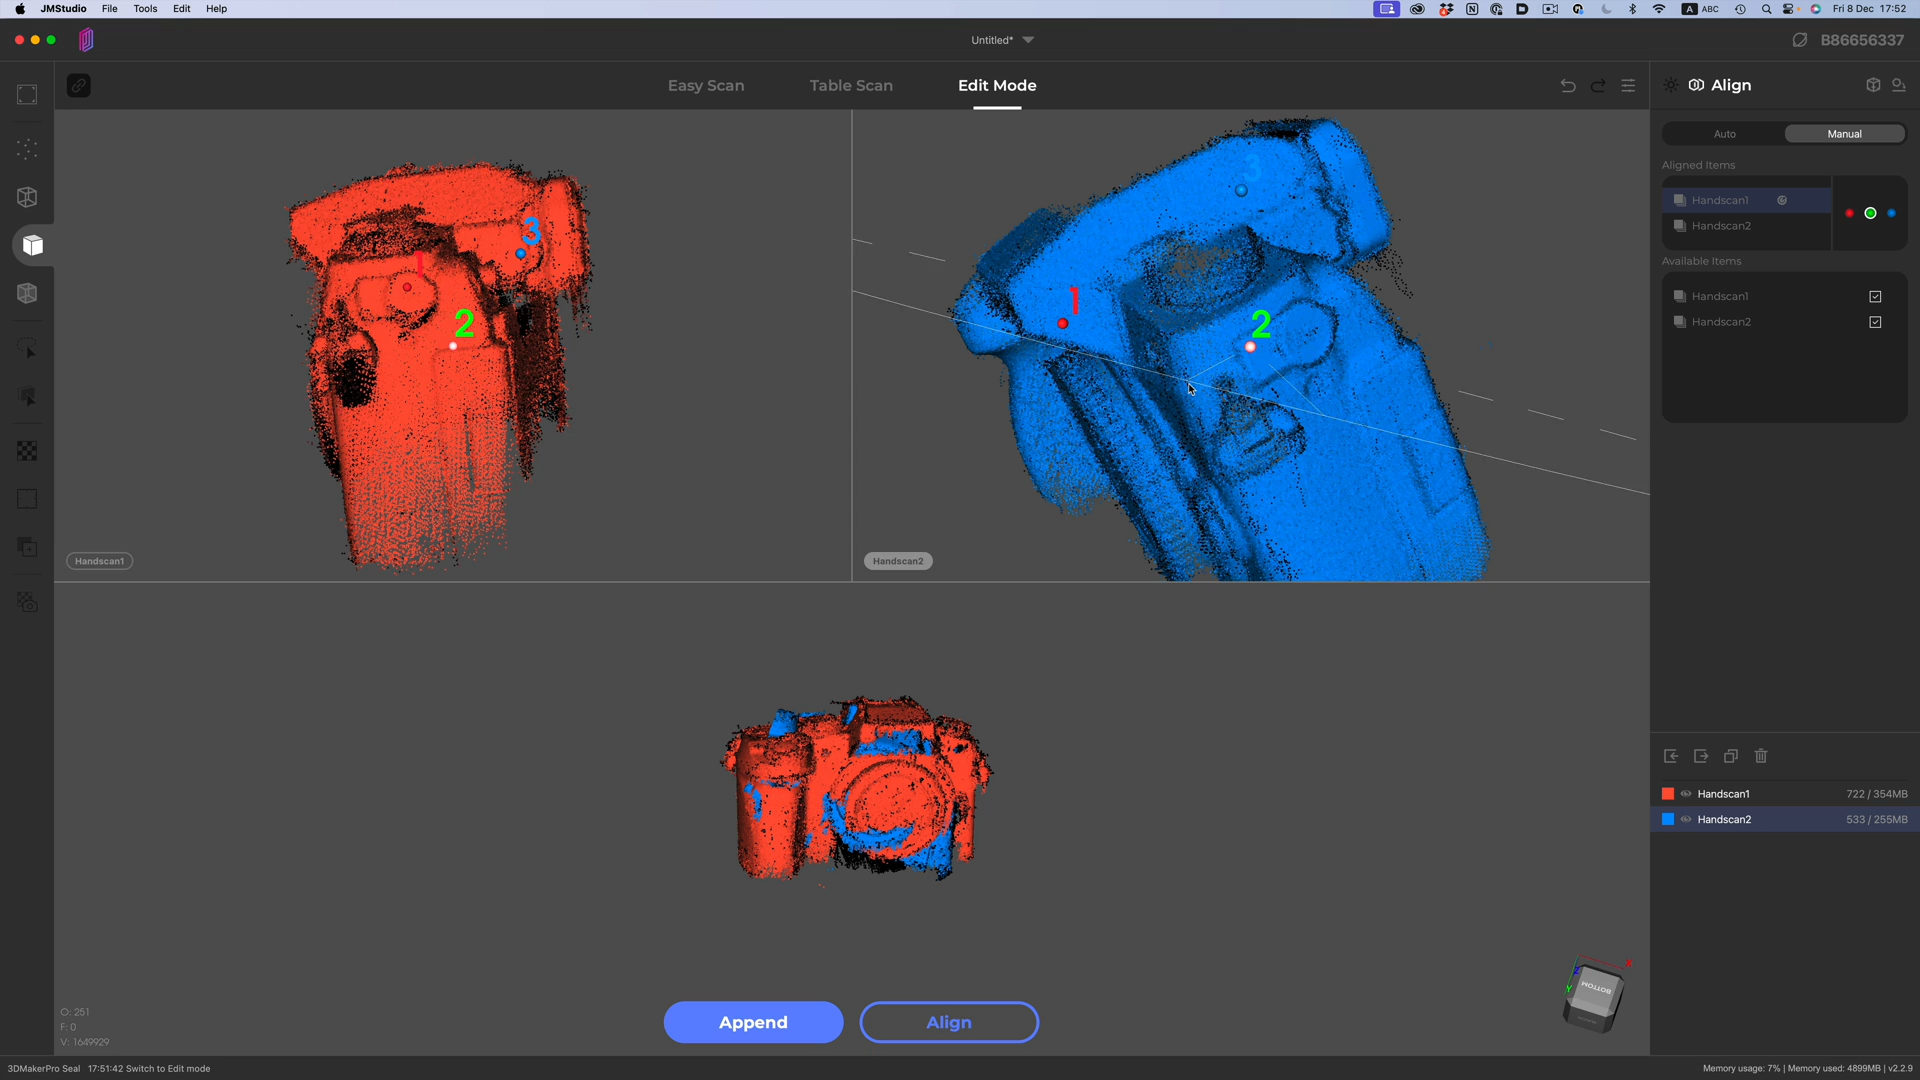 JMStudio File Tools Edit Help
A ABC Fri 8 Dec 17:52
Untitled*
B86656337
Easy Scan Table Scan Edit Mode
Align
Auto Manual
Aligned Items
Handscan1
Handscan2
Available Items
Handscan1
Handscan2
1
2
3
Handscan1
1
2
3
Handscan2
Handscan1 722 / 354MB
Handscan2 533 / 255MB
X
Y
Z
BOTTOM
O: 251
F: 0
V: 1649929
Append Align
3DMakerPro Seal 17:51:42 Switch to Edit mode
Memory usage: 7% | Memory used: 4899MB | v2.2.9